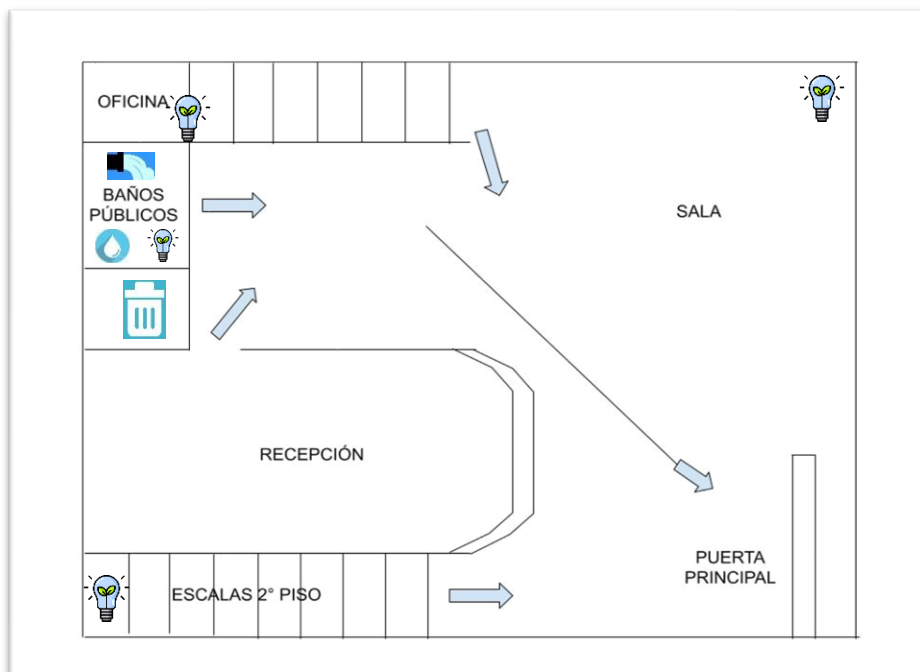 OFICINA
BAÑOS
PÚBLICOS
SALA
RECEPCIÓN
PUERTA
PRINCIPAL
ESCALAS 2° PISO